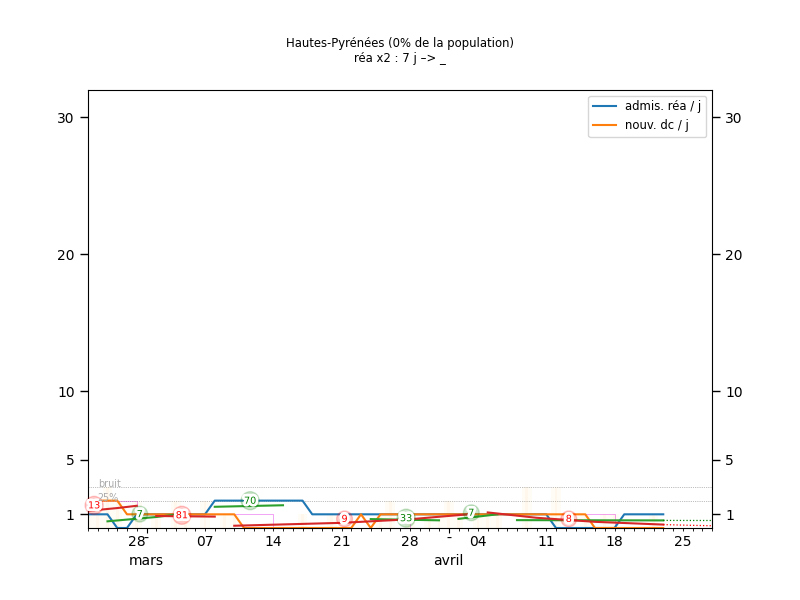 Hautes-Pyrénées (0% de la population)
réa x2 : 7 j –> _
admis. réa / j
nouv. dc / j
30 30
20 20
10 10
5 5
bruit
25%
13 7 81 70 9 33 7 8
1 1
28 07 14 21 28 04 11 18 25
mars avril